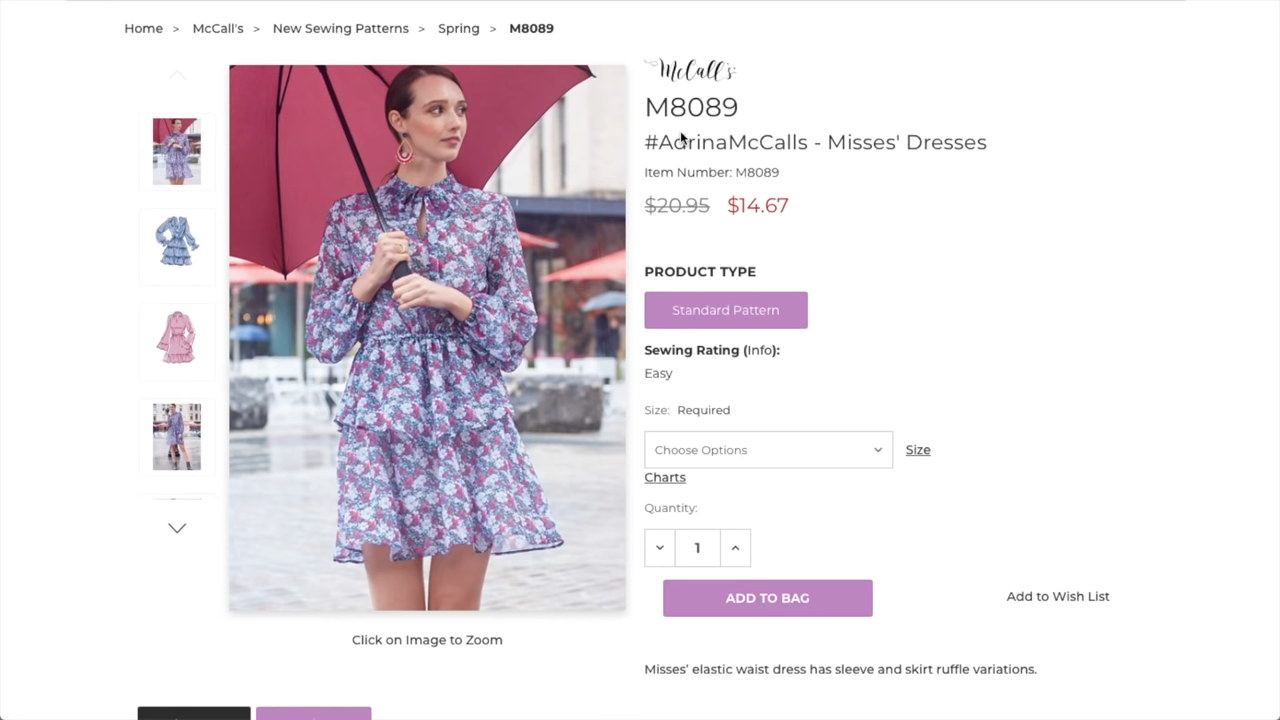 Home > McCall's > New Sewing Patterns > Spring > M8089
McCall's
M8089
#AdrinaMcCalls - Misses' Dresses
Item Number: M8089
$20.95 $14.67
PRODUCT TYPE
Standard Pattern
Sewing Rating (Info):
Easy
Size: Required
Choose Options
Size
Charts
Quantity:
1
ADD TO BAG
Add to Wish List
Click on Image to Zoom
Misses’ elastic waist dress has sleeve and skirt ruffle variations.